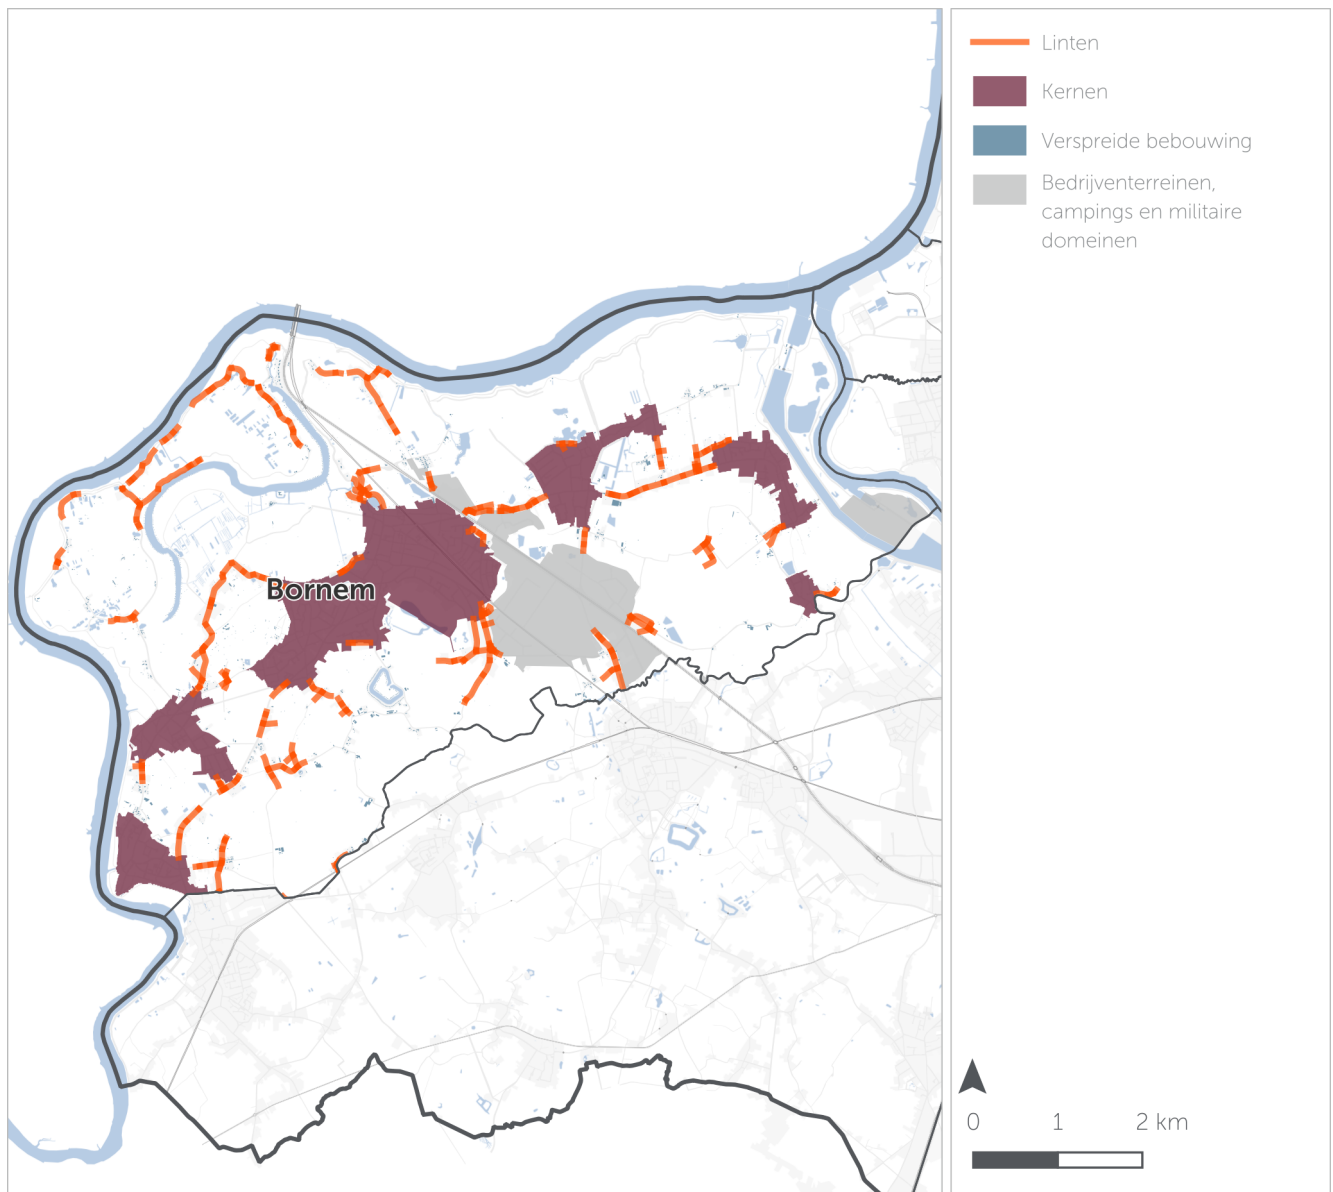 Linten
Kernen
Verspreide bebouwing
Bedrijventerreinen,
campings en militaire
domeinen
Bornem
0 1 2 km